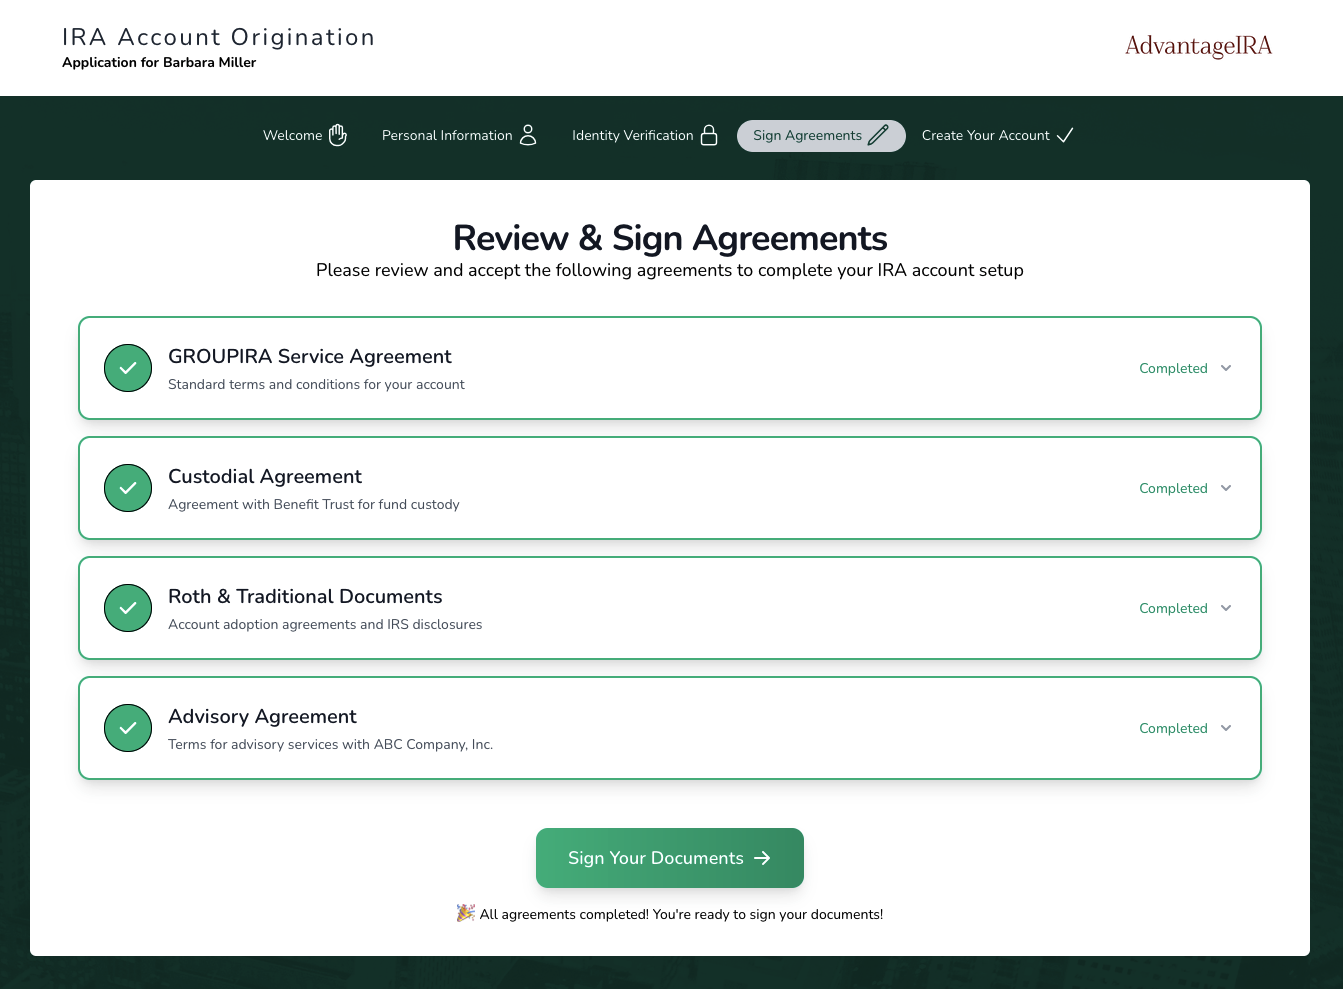 IRA Account Origination
Application for Barbara Miller
AdvantageIRA
Welcome
Personal Information
Identity Verification
Sign Agreements
Create Your Account
Review & Sign Agreements
Please review and accept the following agreements to complete your IRA account setup
GROUPIRA Service Agreement
Standard terms and conditions for your account
Completed
Custodial Agreement
Agreement with Benefit Trust for fund custody
Completed
Roth & Traditional Documents
Account adoption agreements and IRS disclosures
Completed
Advisory Agreement
Terms for advisory services with ABC Company, Inc.
Completed
Sign Your Documents →
🎉 All agreements completed! You're ready to sign your documents!